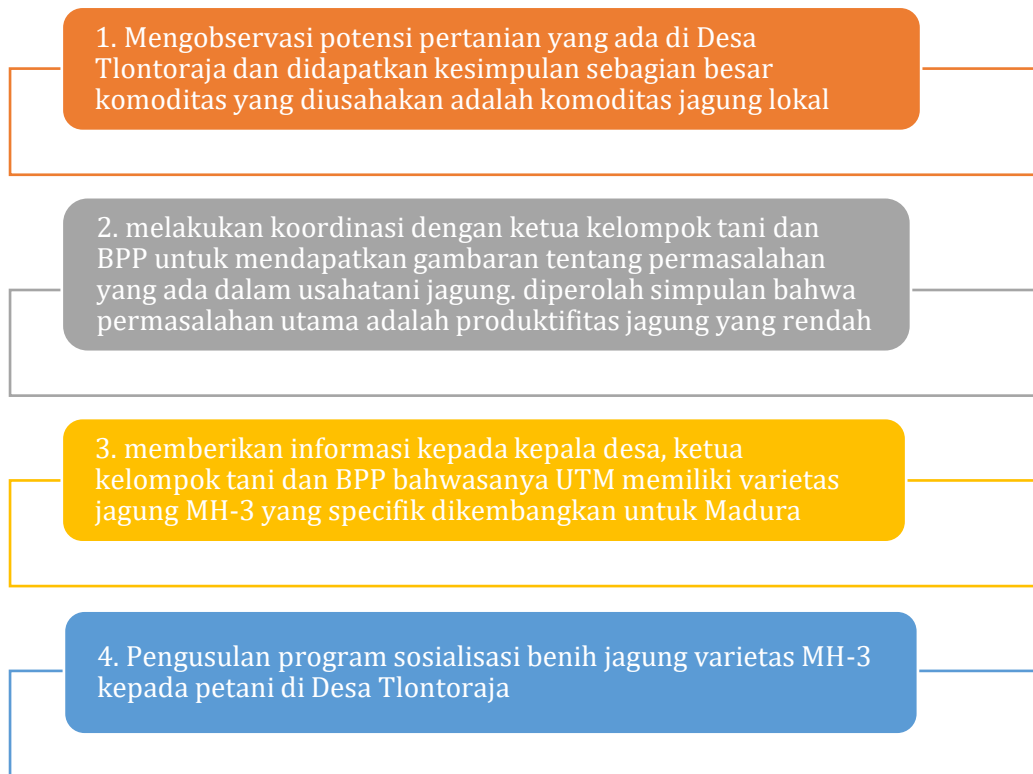 1. Mengobservasi potensi pertanian yang ada di Desa
Tlontoraja dan didapatkan kesimpulan sebagian besar
komoditas yang diusahakan adalah komoditas jagung lokal
2. melakukan koordinasi dengan ketua kelompok tani dan
BPP untuk mendapatkan gambaran tentang permasalahan
yang ada dalam usahatani jagung. diperolah simpulan bahwa
permasalahan utama adalah produktifitas jagung yang rendah
3. memberikan informasi kepada kepala desa, ketua
kelompok tani dan BPP bahwasanya UTM memiliki varietas
jagung MH-3 yang specifik dikembangkan untuk Madura
4. Pengusulan program sosialisasi benih jagung varietas MH-3
kepada petani di Desa Tlontoraja